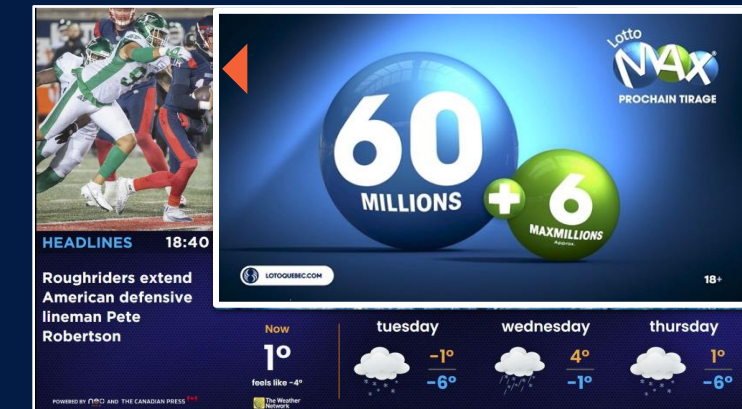 Lotto
MAX
PROCHAIN TIRAGE
60
MILLIONS
+
6
MAXMILLIONS
Approx.
LOTOQUEBEC.COM
18+
HEADLINES 18:40
Roughriders extend
American defensive
lineman Pete
Robertson
POWERED BY AND THE CANADIAN PRESS
Now
1°
feels like -4°
The Weather
Network
tuesday
-1°
-6°
wednesday
4°
-1°
thursday
1°
-6°